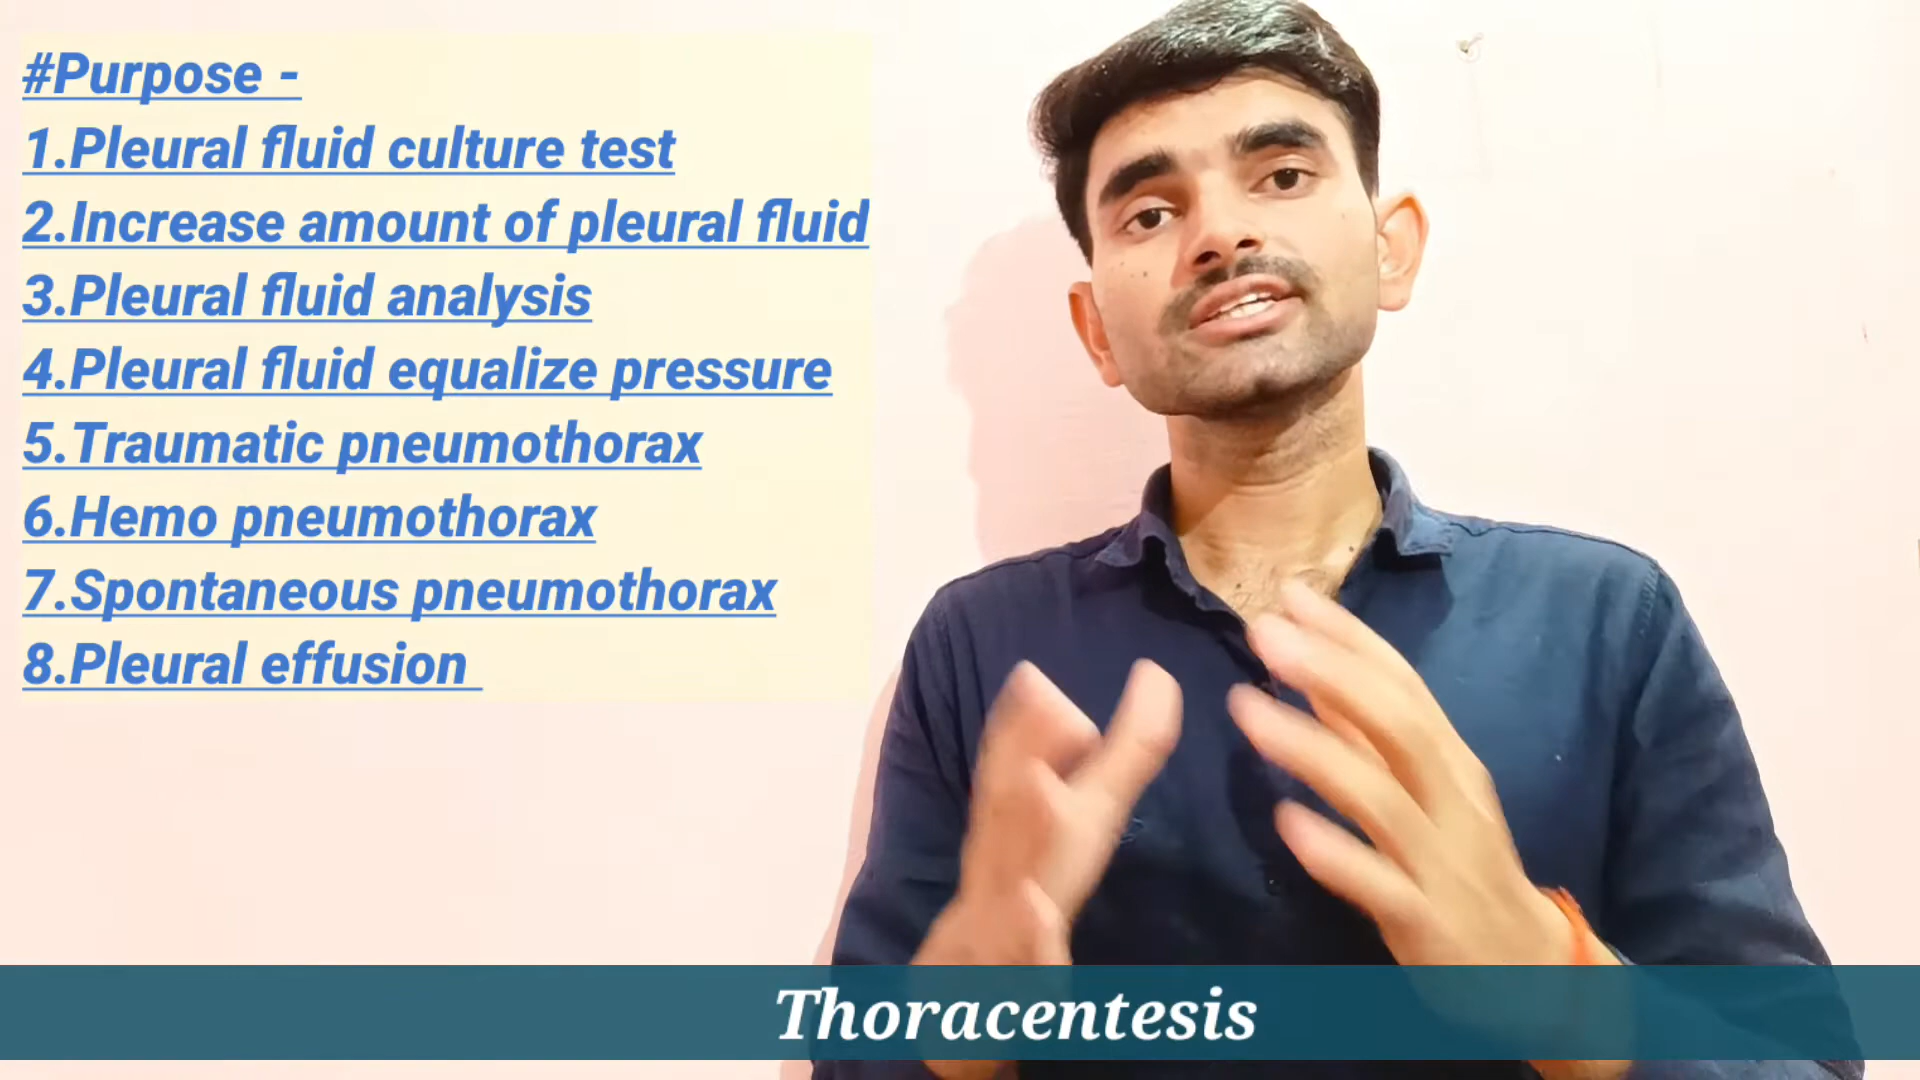 #Purpose -
1.Pleural fluid culture test
2.Increase amount of pleural fluid
3.Pleural fluid analysis
4.Pleural fluid equalize pressure
5.Traumatic pneumothorax
6.Hemo pneumothorax
7.Spontaneous pneumothorax
8.Pleural effusion
Thoracentesis